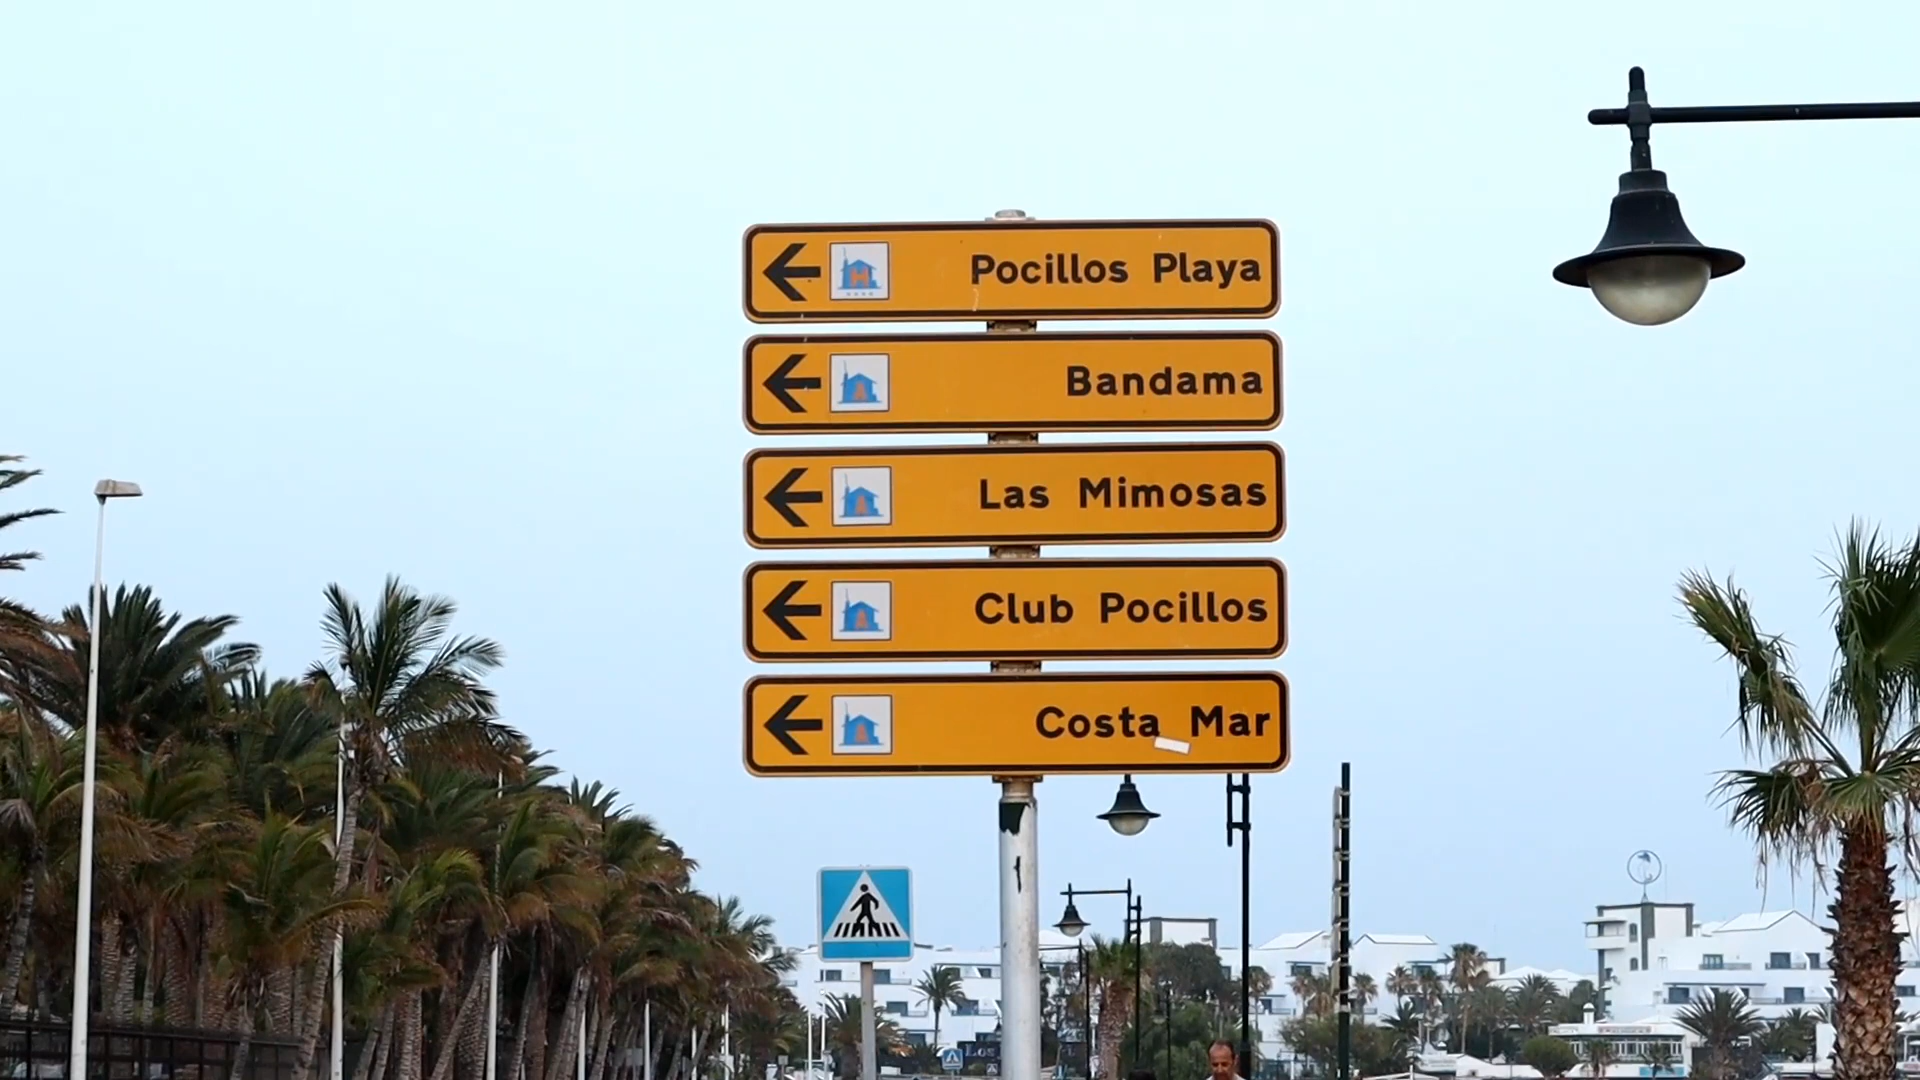 H
Pocillos Playa
A
Bandama
A
Las Mimosas
A
Club Pocillos
A
Costa Mar